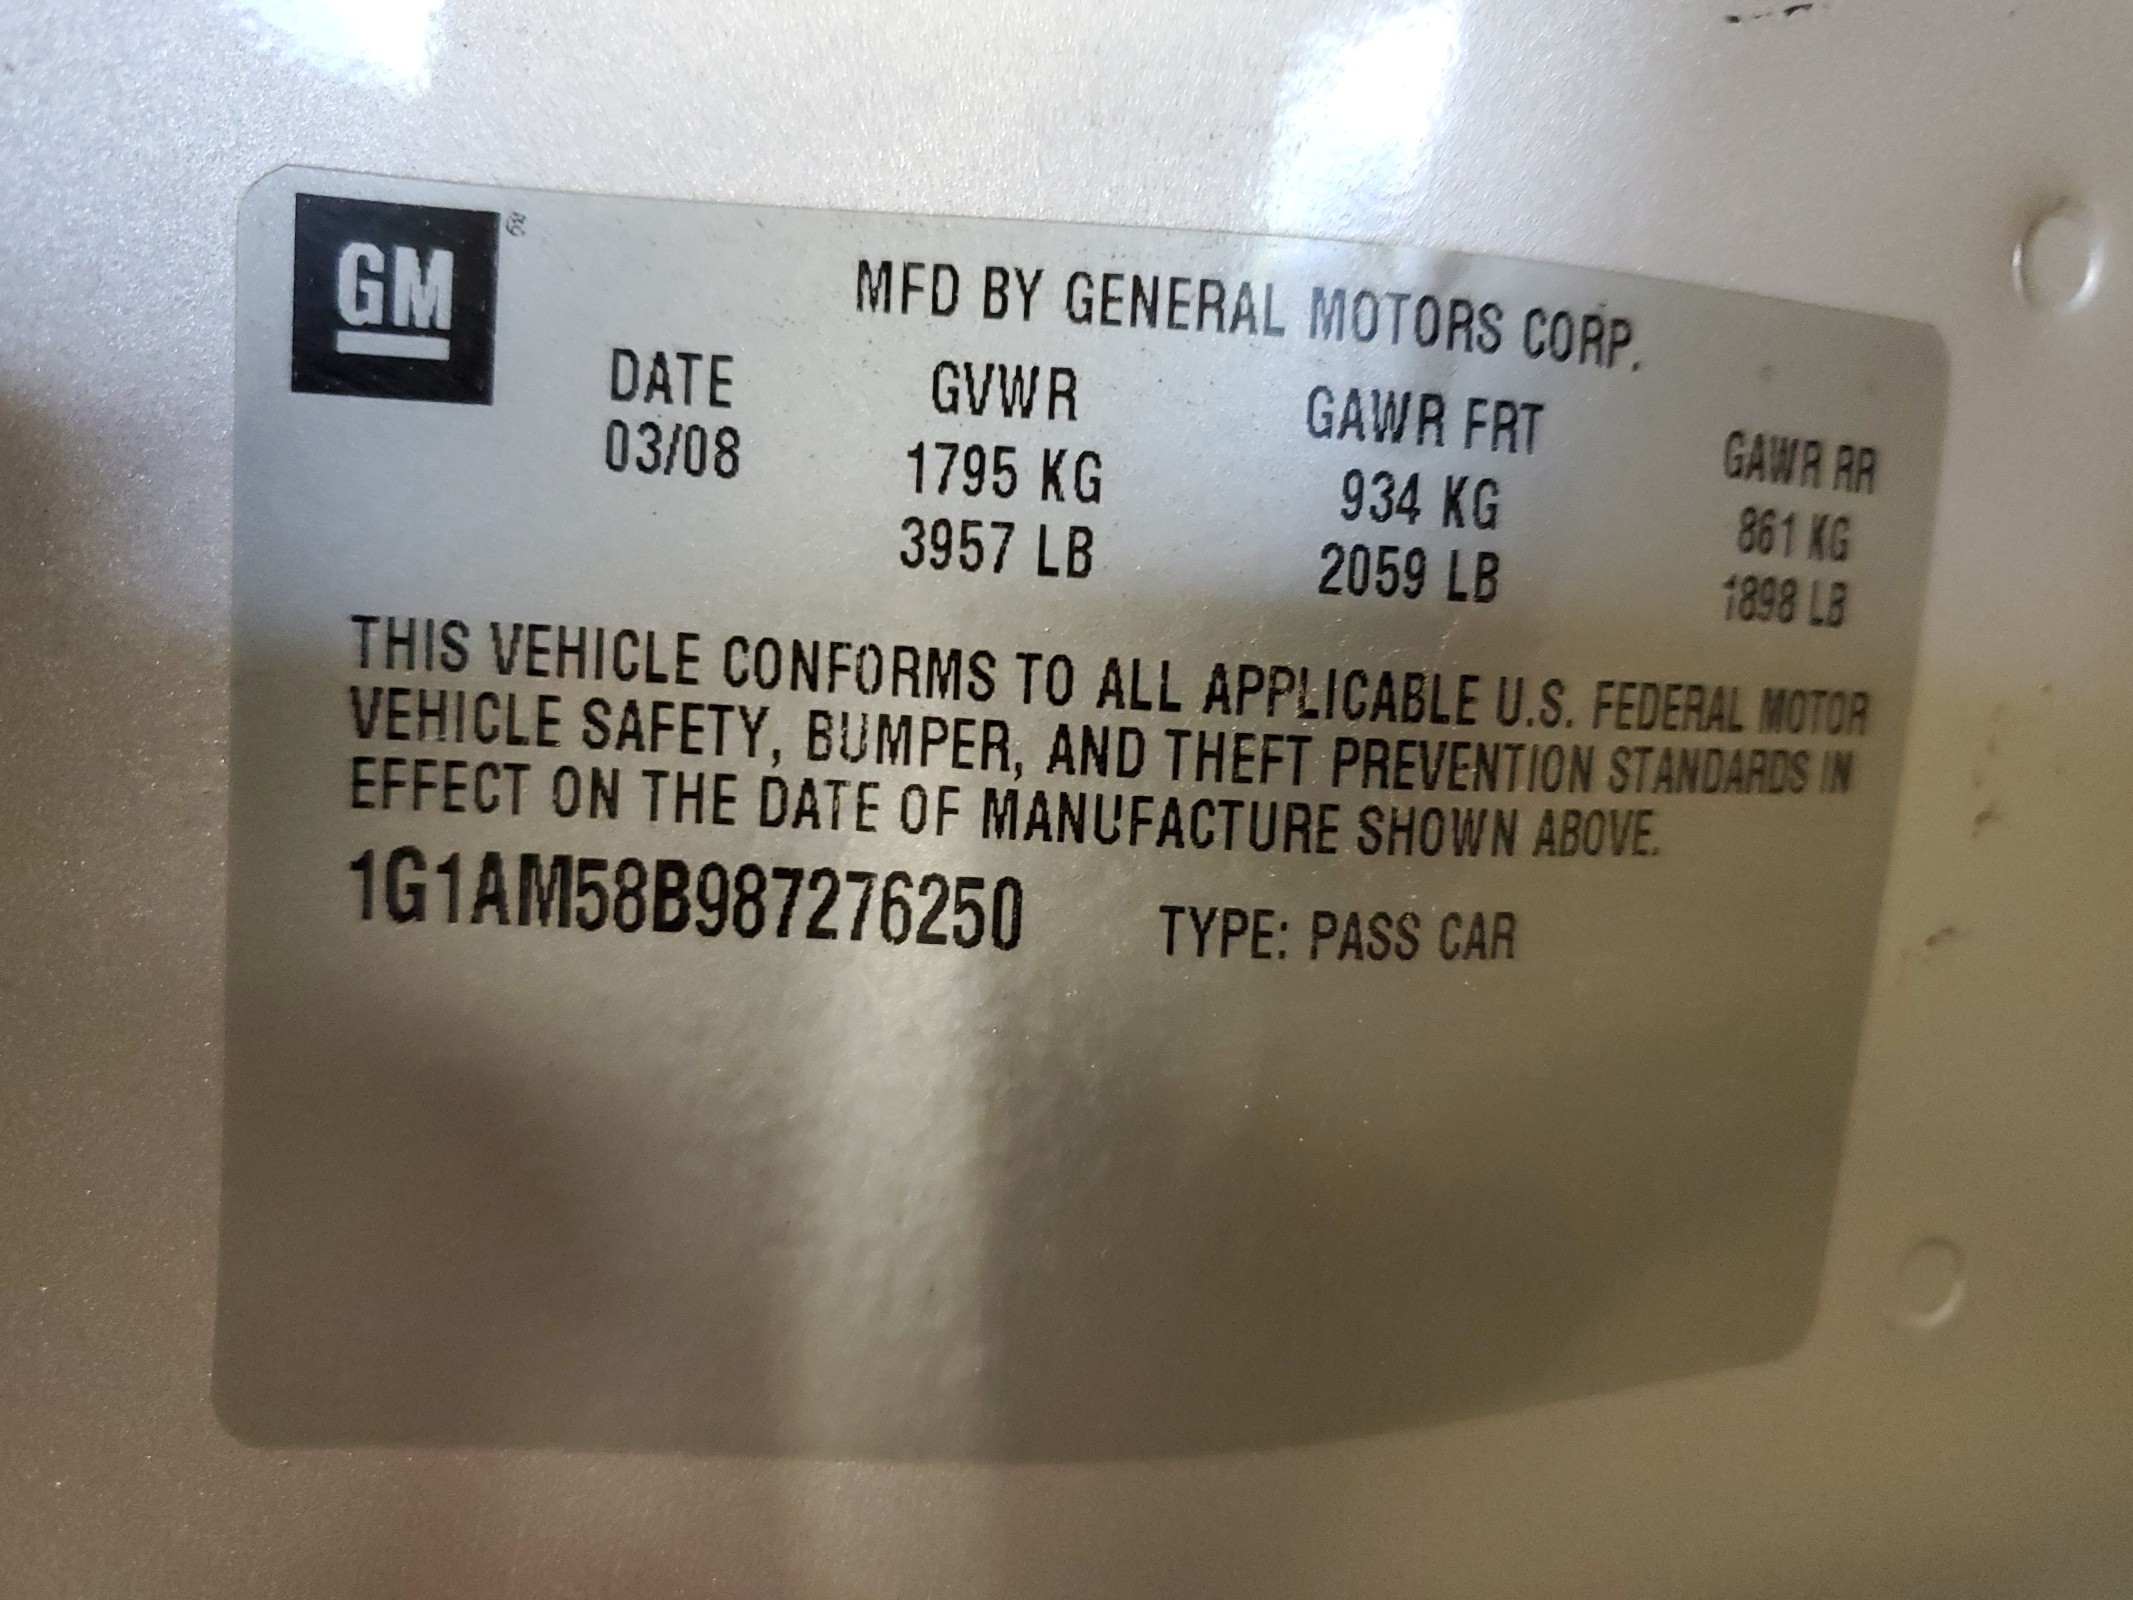 GM®
MFD BY GENERAL MOTORS CORP.
DATE GVWR GAWR FRT GAWR RR
03/08 1795 KG 934 KG 861 KG
3957 LB 2059 LB 1898 LB
THIS VEHICLE CONFORMS TO ALL APPLICABLE U.S. FEDERAL MOTOR
VEHICLE SAFETY, BUMPER, AND THEFT PREVENTION STANDARDS IN
EFFECT ON THE DATE OF MANUFACTURE SHOWN ABOVE.
1G1AM58B987276250 TYPE: PASS CAR